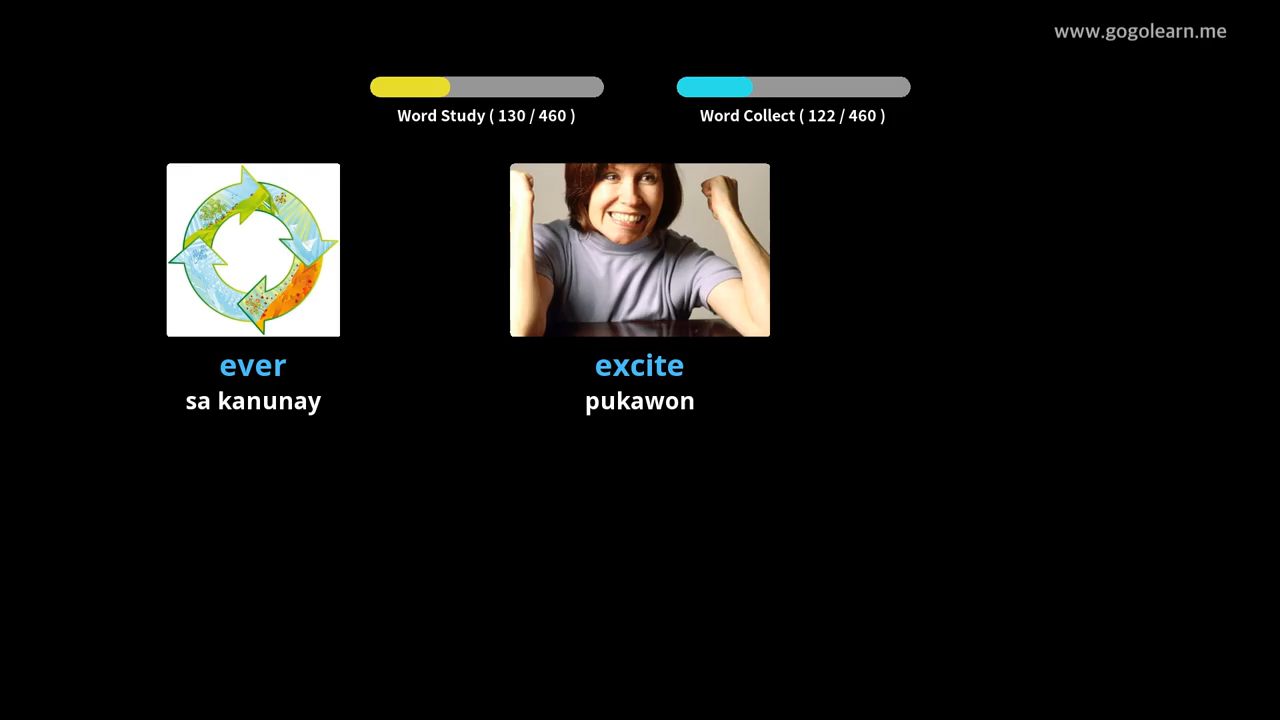 www.gogolearn.me
Word Study ( 130 / 460 )
Word Collect ( 122 / 460 )
ever
sa kanunay
excite
pukawon